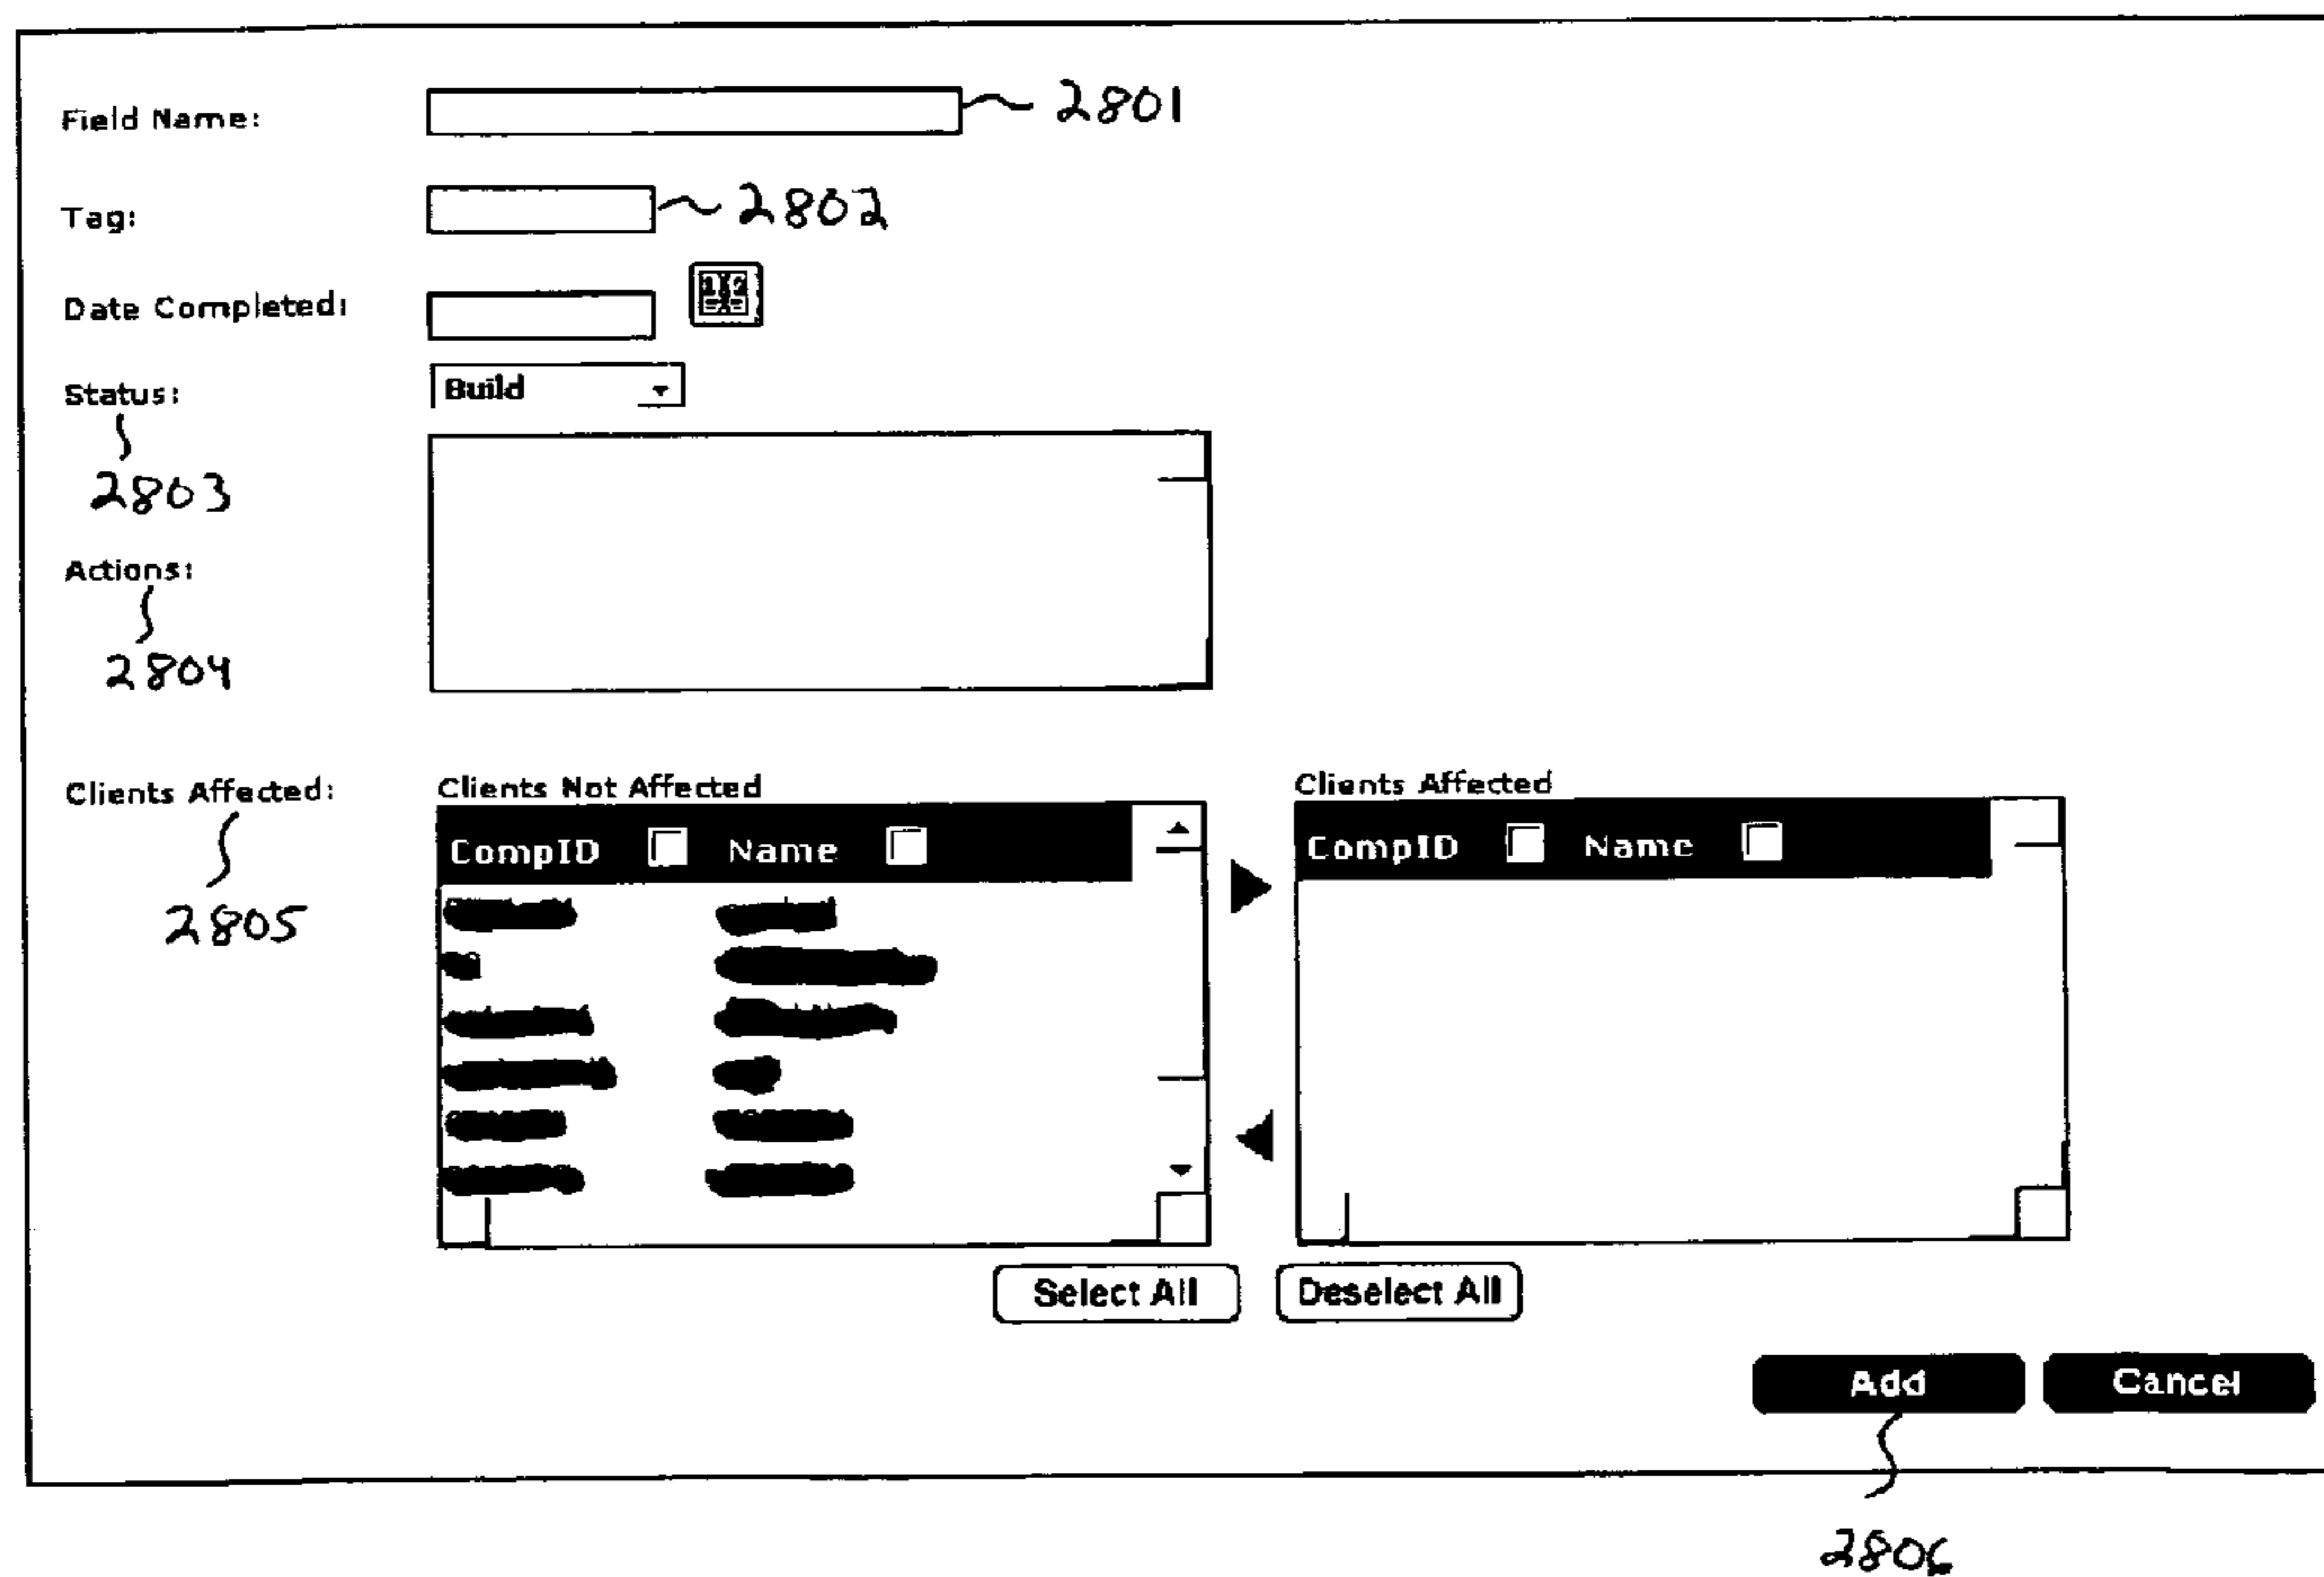 Field Name: 2801
Tag: 2802
Date Completed:
Status: Build
2803
Actions:
2804
Clients Affected: Clients Not Affected Clients Affected
CompID Name CompID Name
2805
Select All Deselect All
Add Cancel
2806